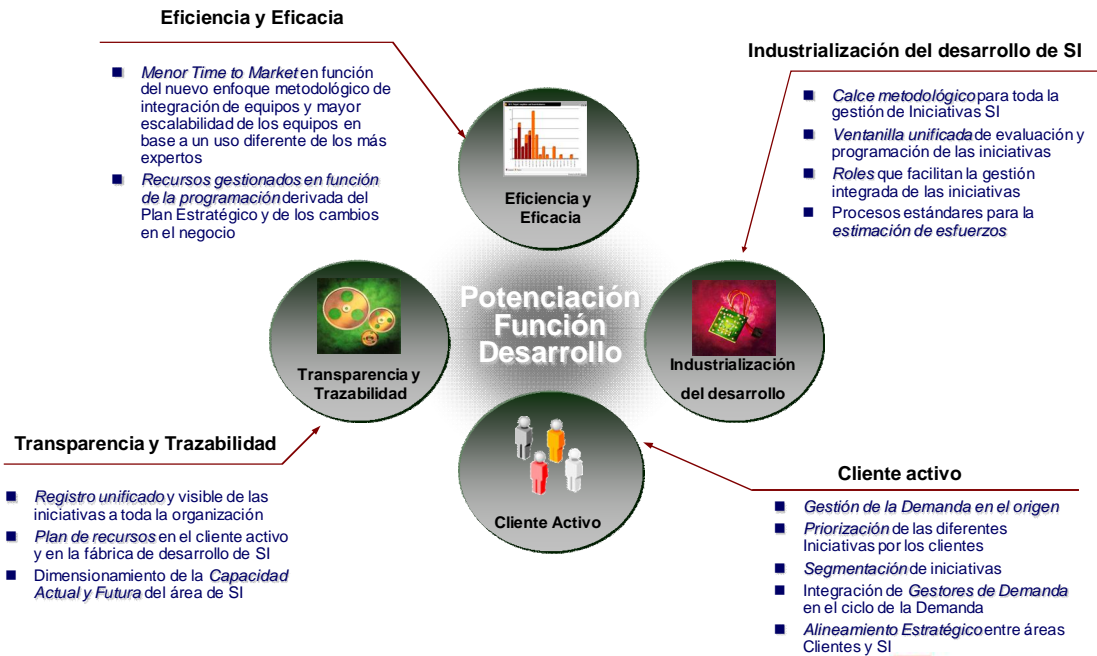 Eficiencia y Eficacia
Menor Time to Market en función
del nuevo enfoque metodológico de
integración de equipos y mayor
escalabilidad de los equipos en
base a un uso diferente de los más
expertos
Recursos gestionados en función
de la programación derivada del
Plan Estratégico y de los cambios
en el negocio
Industrialización del desarrollo de SI
Calce metodológico para toda la
gestión de Iniciativas SI
Ventanilla unificada de evaluación y
programación de las iniciativas
Roles que facilitan la gestión
integrada de las iniciativas
Procesos estándares para la
estimación de esfuerzos
Eficiencia y
Eficacia
Potenciación
Función
Desarrollo
Transparencia y
Trazabilidad
Industrialización
del desarrollo
Cliente Activo
Transparencia y Trazabilidad
Registro unificado y visible de las
iniciativas a toda la organización
Plan de recursos en el cliente activo
y en la fábrica de desarrollo de SI
Dimensionamiento de la Capacidad
Actual y Futura del área de SI
Cliente activo
Gestión de la Demanda en el origen
Priorización de las diferentes
Iniciativas por los clientes
Segmentación de iniciativas
Integración de Gestores de Demanda
en el ciclo de la Demanda
Alineamiento Estratégico entre áreas
Clientes y SI